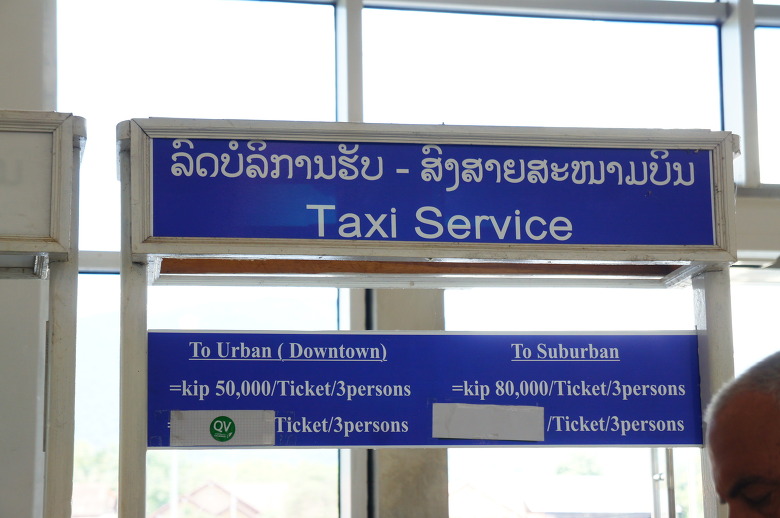 ລົດບໍລິການຮັບ - ສົ່ງສາຍສະໜາມບິນ
Taxi Service
To Urban ( Downtown)
=kip 50,000/Ticket/3persons
QV
Ticket/3persons
To Suburban
=kip 80,000/Ticket/3persons
/Ticket/3persons